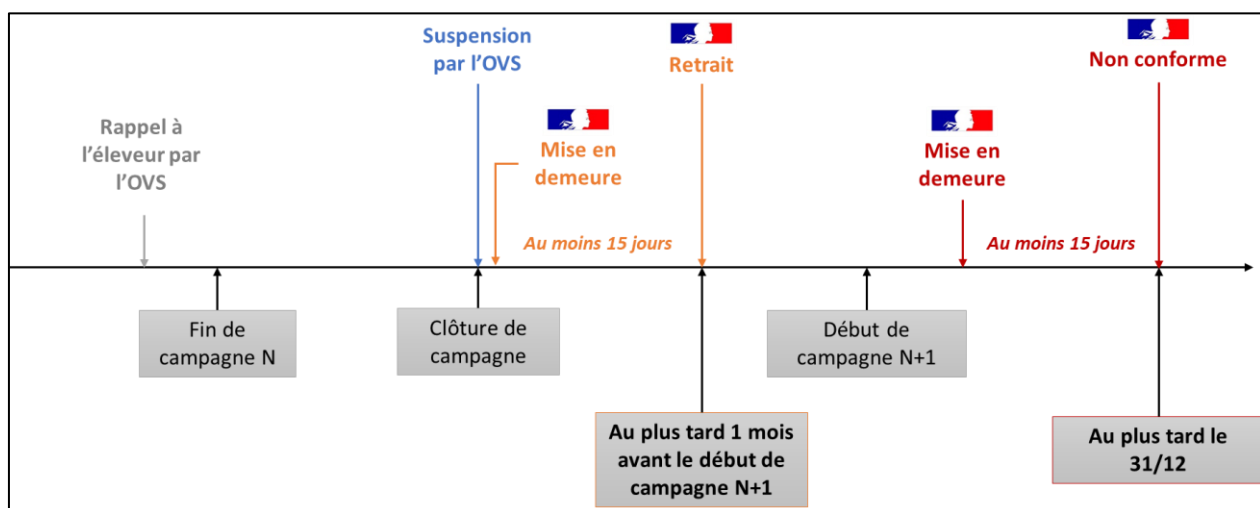 Suspension
par l'OVS
Retrait
Non conforme
Rappel à
l'éleveur par
l'OVS
Mise en
demeure
Mise en
demeure
Au moins 15 jours
Au moins 15 jours
Fin de
campagne N
Clôture de
campagne
Début de
campagne N+1
Au plus tard 1 mois
avant le début de
campagne N+1
Au plus tard le
31/12